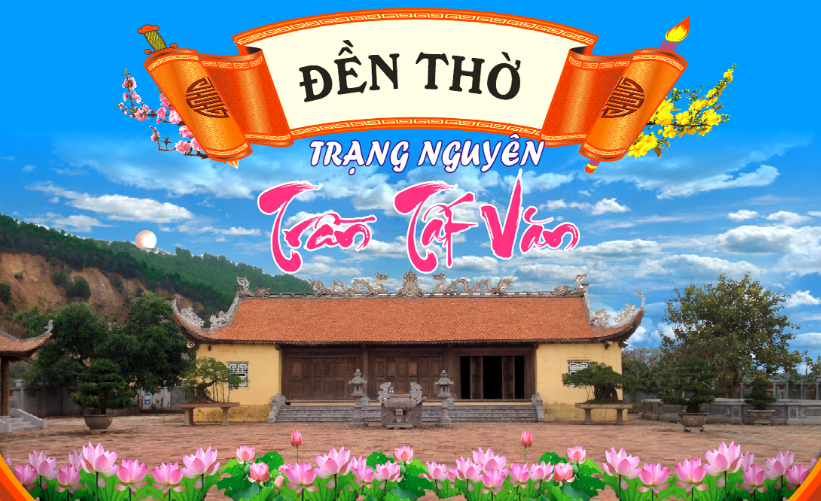 ĐỀN THỜ
TRẠNG NGUYÊN
Trần Tất Văn